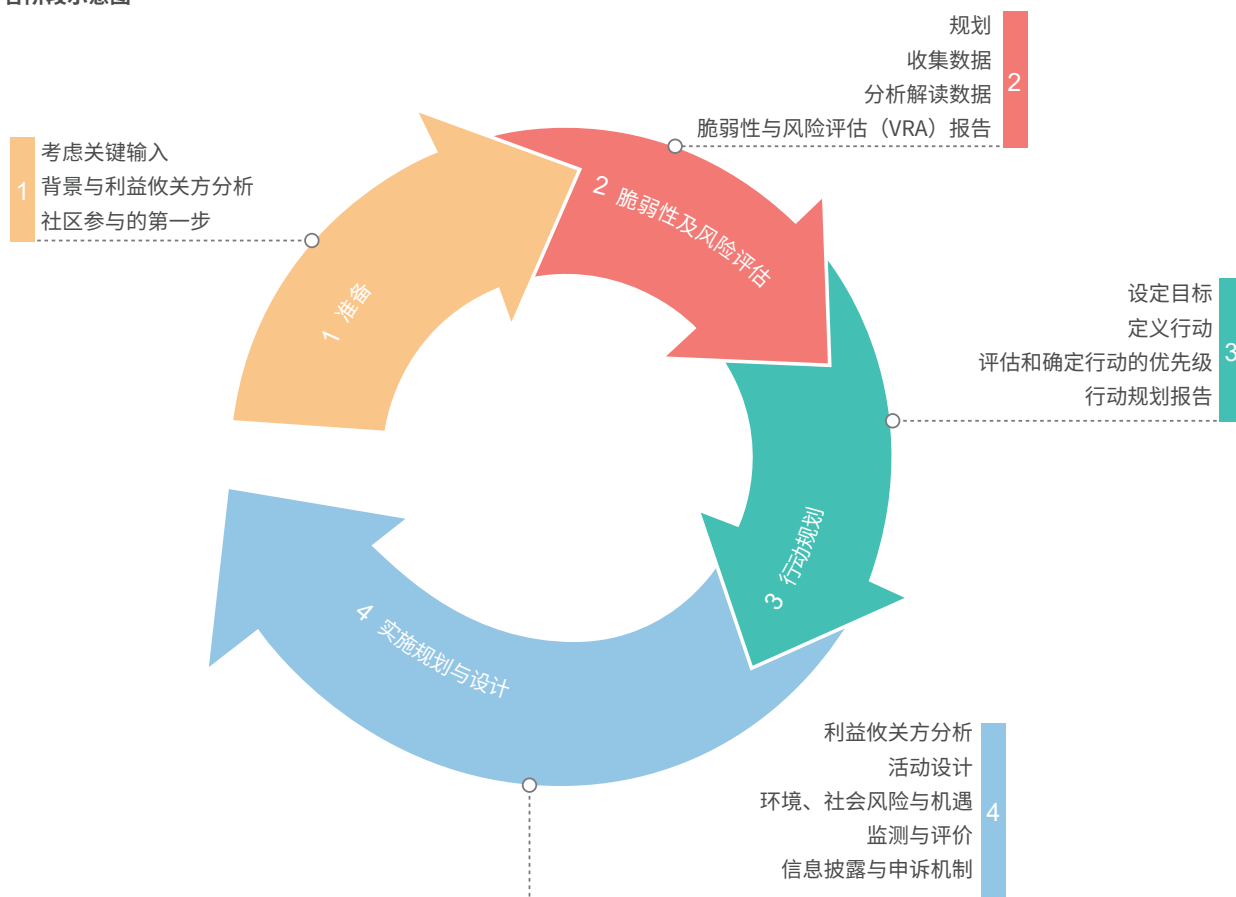 1
考虑关键输入
背景与利益攸关方分析
社区参与的第一步
规划
收集数据
分析解读数据
脆弱性与风险评估（VRA）报告
2
1 准备
2 脆弱性及风险评估
设定目标
定义行动
评估和确定行动的优先级
行动规划报告
3
3 行动规划
4 实施规划与设计
利益攸关方分析
活动设计
环境、社会风险与机遇
监测与评价
信息披露与申诉机制
4